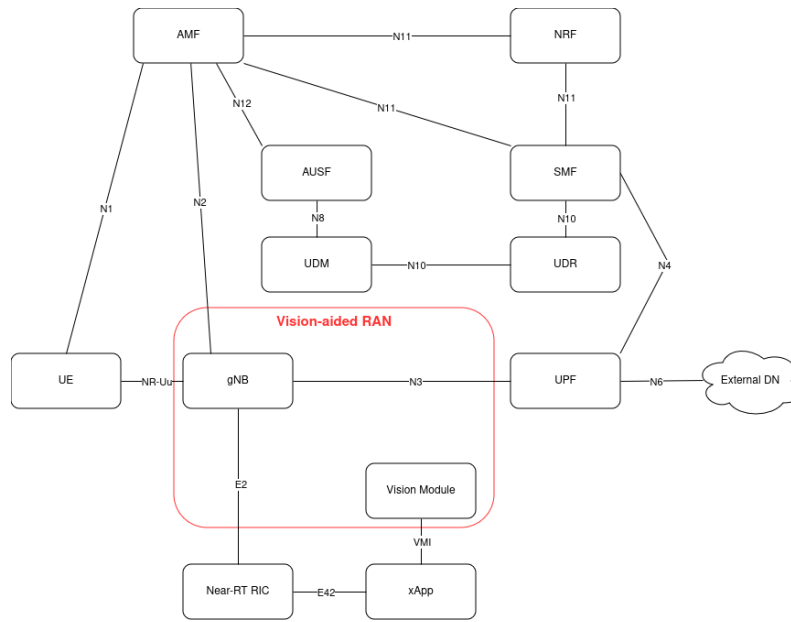 AMF
N11
NRF
N12
N11
N11
AUSF
SMF
N1
N2
N8
N10
UDM
N10
UDR
N4
Vision-aided RAN
UE
NR-Uu
gNB
N3
UPF
N6
External DN
E2
Vision Module
VMI
Near-RT RIC
E42
xApp